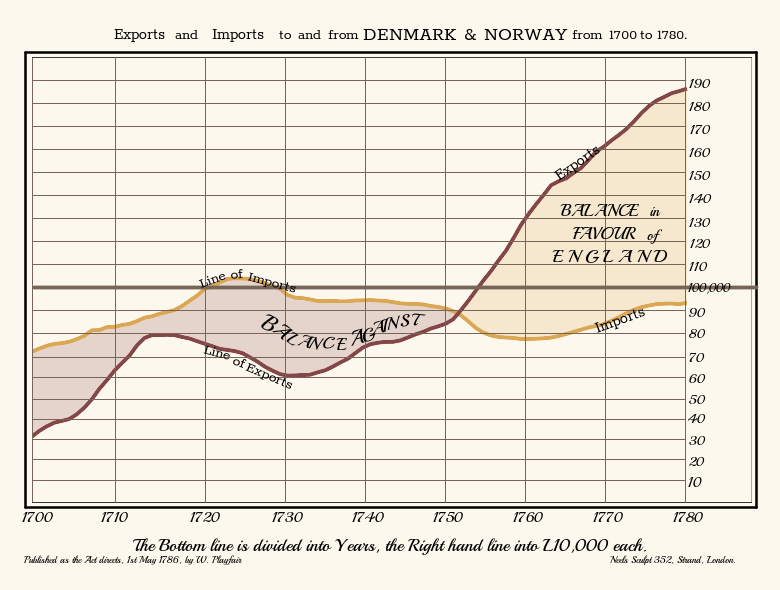 Exports and Imports to and from DENMARK & NORWAY from 1700 to 1780.
190
180
170
160
Exports
150
140
BALANCE in
130
FAVOUR of
120
ENGLAND
110
Line of Imports
100,000
90
Imports
BALANCE AGAINST
80
Line of Exports
70
60
50
40
30
20
10
1700 1710 1720 1730 1740 1750 1760 1770 1780
The Bottom line is divided into Years, the Right hand line into L10,000 each.
Published as the Act directs, 1st May 1786, by W. Playfair
Neels Sculpt 352, Strand, London.